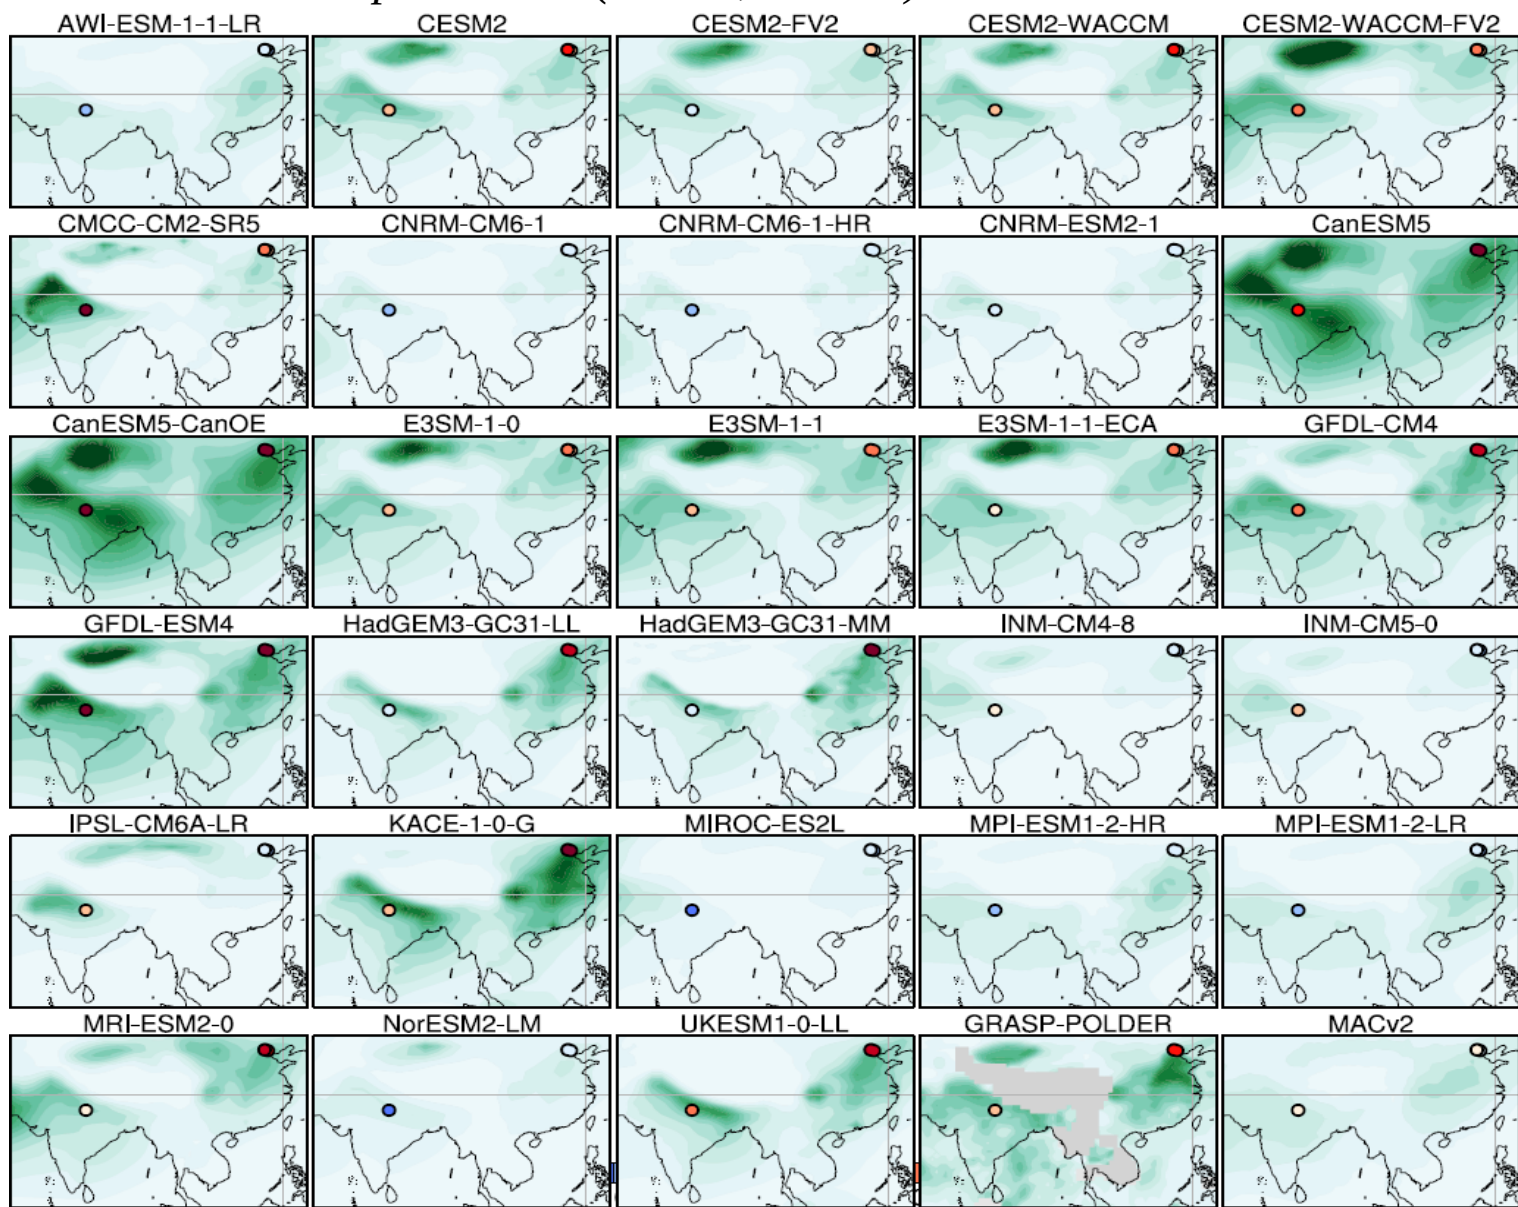 AWI-ESM-1-1-LR CESM2 CESM2-FV2 CESM2-WACCM CESM2-WACCM-FV2
CMCC-CM2-SR5 CNRM-CM6-1 CNRM-CM6-1-HR CNRM-ESM2-1 CanESM5
CanESM5-CanOE E3SM-1-0 E3SM-1-1 E3SM-1-1-ECA GFDL-CM4
GFDL-ESM4 HadGEM3-GC31-LL HadGEM3-GC31-MM INM-CM4-8 INM-CM5-0
IPSL-CM6A-LR KACE-1-0-G MIROC-ES2L MPI-ESM1-2-HR MPI-ESM1-2-LR
MRI-ESM2-0 NorESM2-LM UKESM1-0-LL GRASP-POLDER MACv2